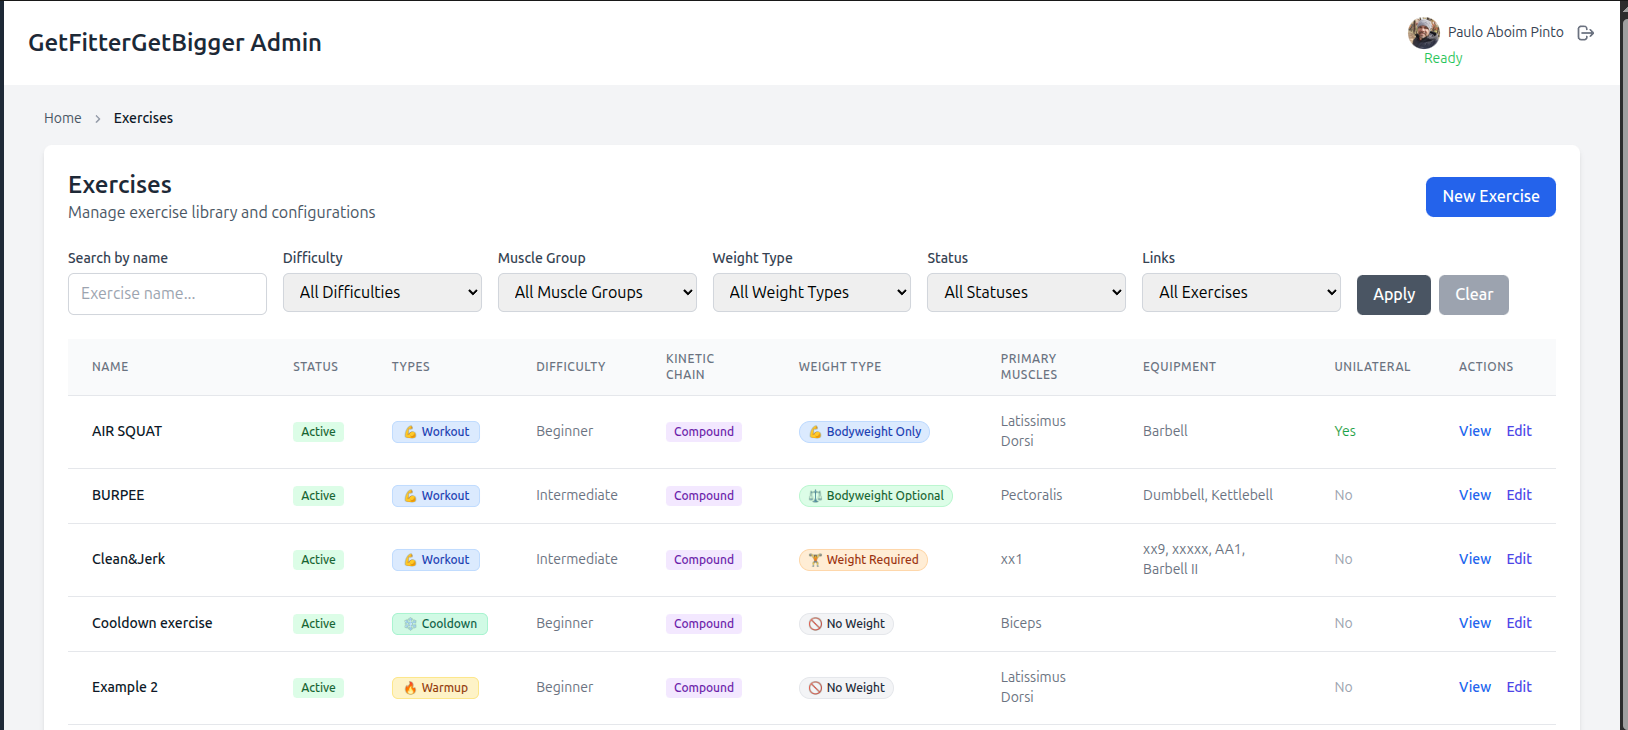 GetFitterGetBigger Admin
Paulo Aboim Pinto
Ready
Home > Exercises
Exercises
Manage exercise library and configurations
New Exercise
Search by name Difficulty Muscle Group Weight Type Status Links
Exercise name... All Difficulties All Muscle Groups All Weight Types All Statuses All Exercises Apply Clear
NAME STATUS TYPES DIFFICULTY KINETIC CHAIN WEIGHT TYPE PRIMARY MUSCLES EQUIPMENT UNILATERAL ACTIONS
AIR SQUAT Active 💪 Workout Beginner Compound 💪 Bodyweight Only Latissimus Dorsi Barbell Yes View Edit
BURPEE Active 💪 Workout Intermediate Compound ⚖️ Bodyweight Optional Pectoralis Dumbbell, Kettlebell No View Edit
Clean&Jerk Active 💪 Workout Intermediate Compound 🏋️ Weight Required xx1 xx9, xxxxx, AA1, Barbell II No View Edit
Cooldown exercise Active ❄️ Cooldown Beginner Compound 🚫 No Weight Biceps No View Edit
Example 2 Active 🔥 Warmup Beginner Compound 🚫 No Weight Latissimus Dorsi No View Edit